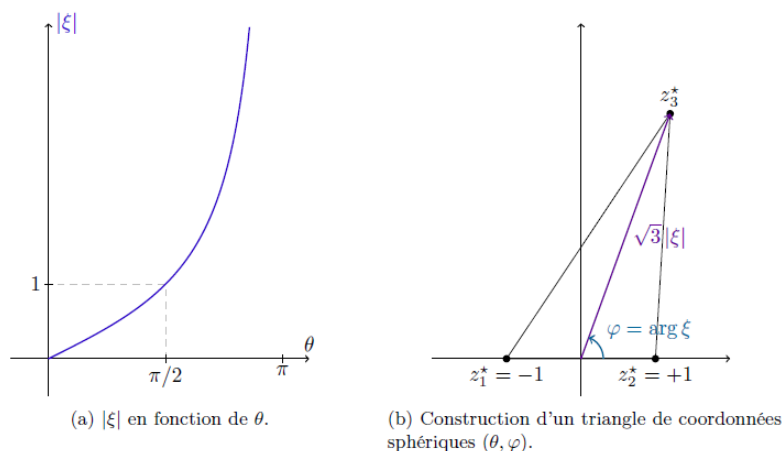 |ξ|
1
θ
π/2
π
(a) |ξ| en fonction de θ.
z₃⋆
√3|ξ|
φ = arg ξ
z₁⋆ = −1
z₂⋆ = +1
(b) Construction d'un triangle de coordonnées
sphériques (θ, φ).